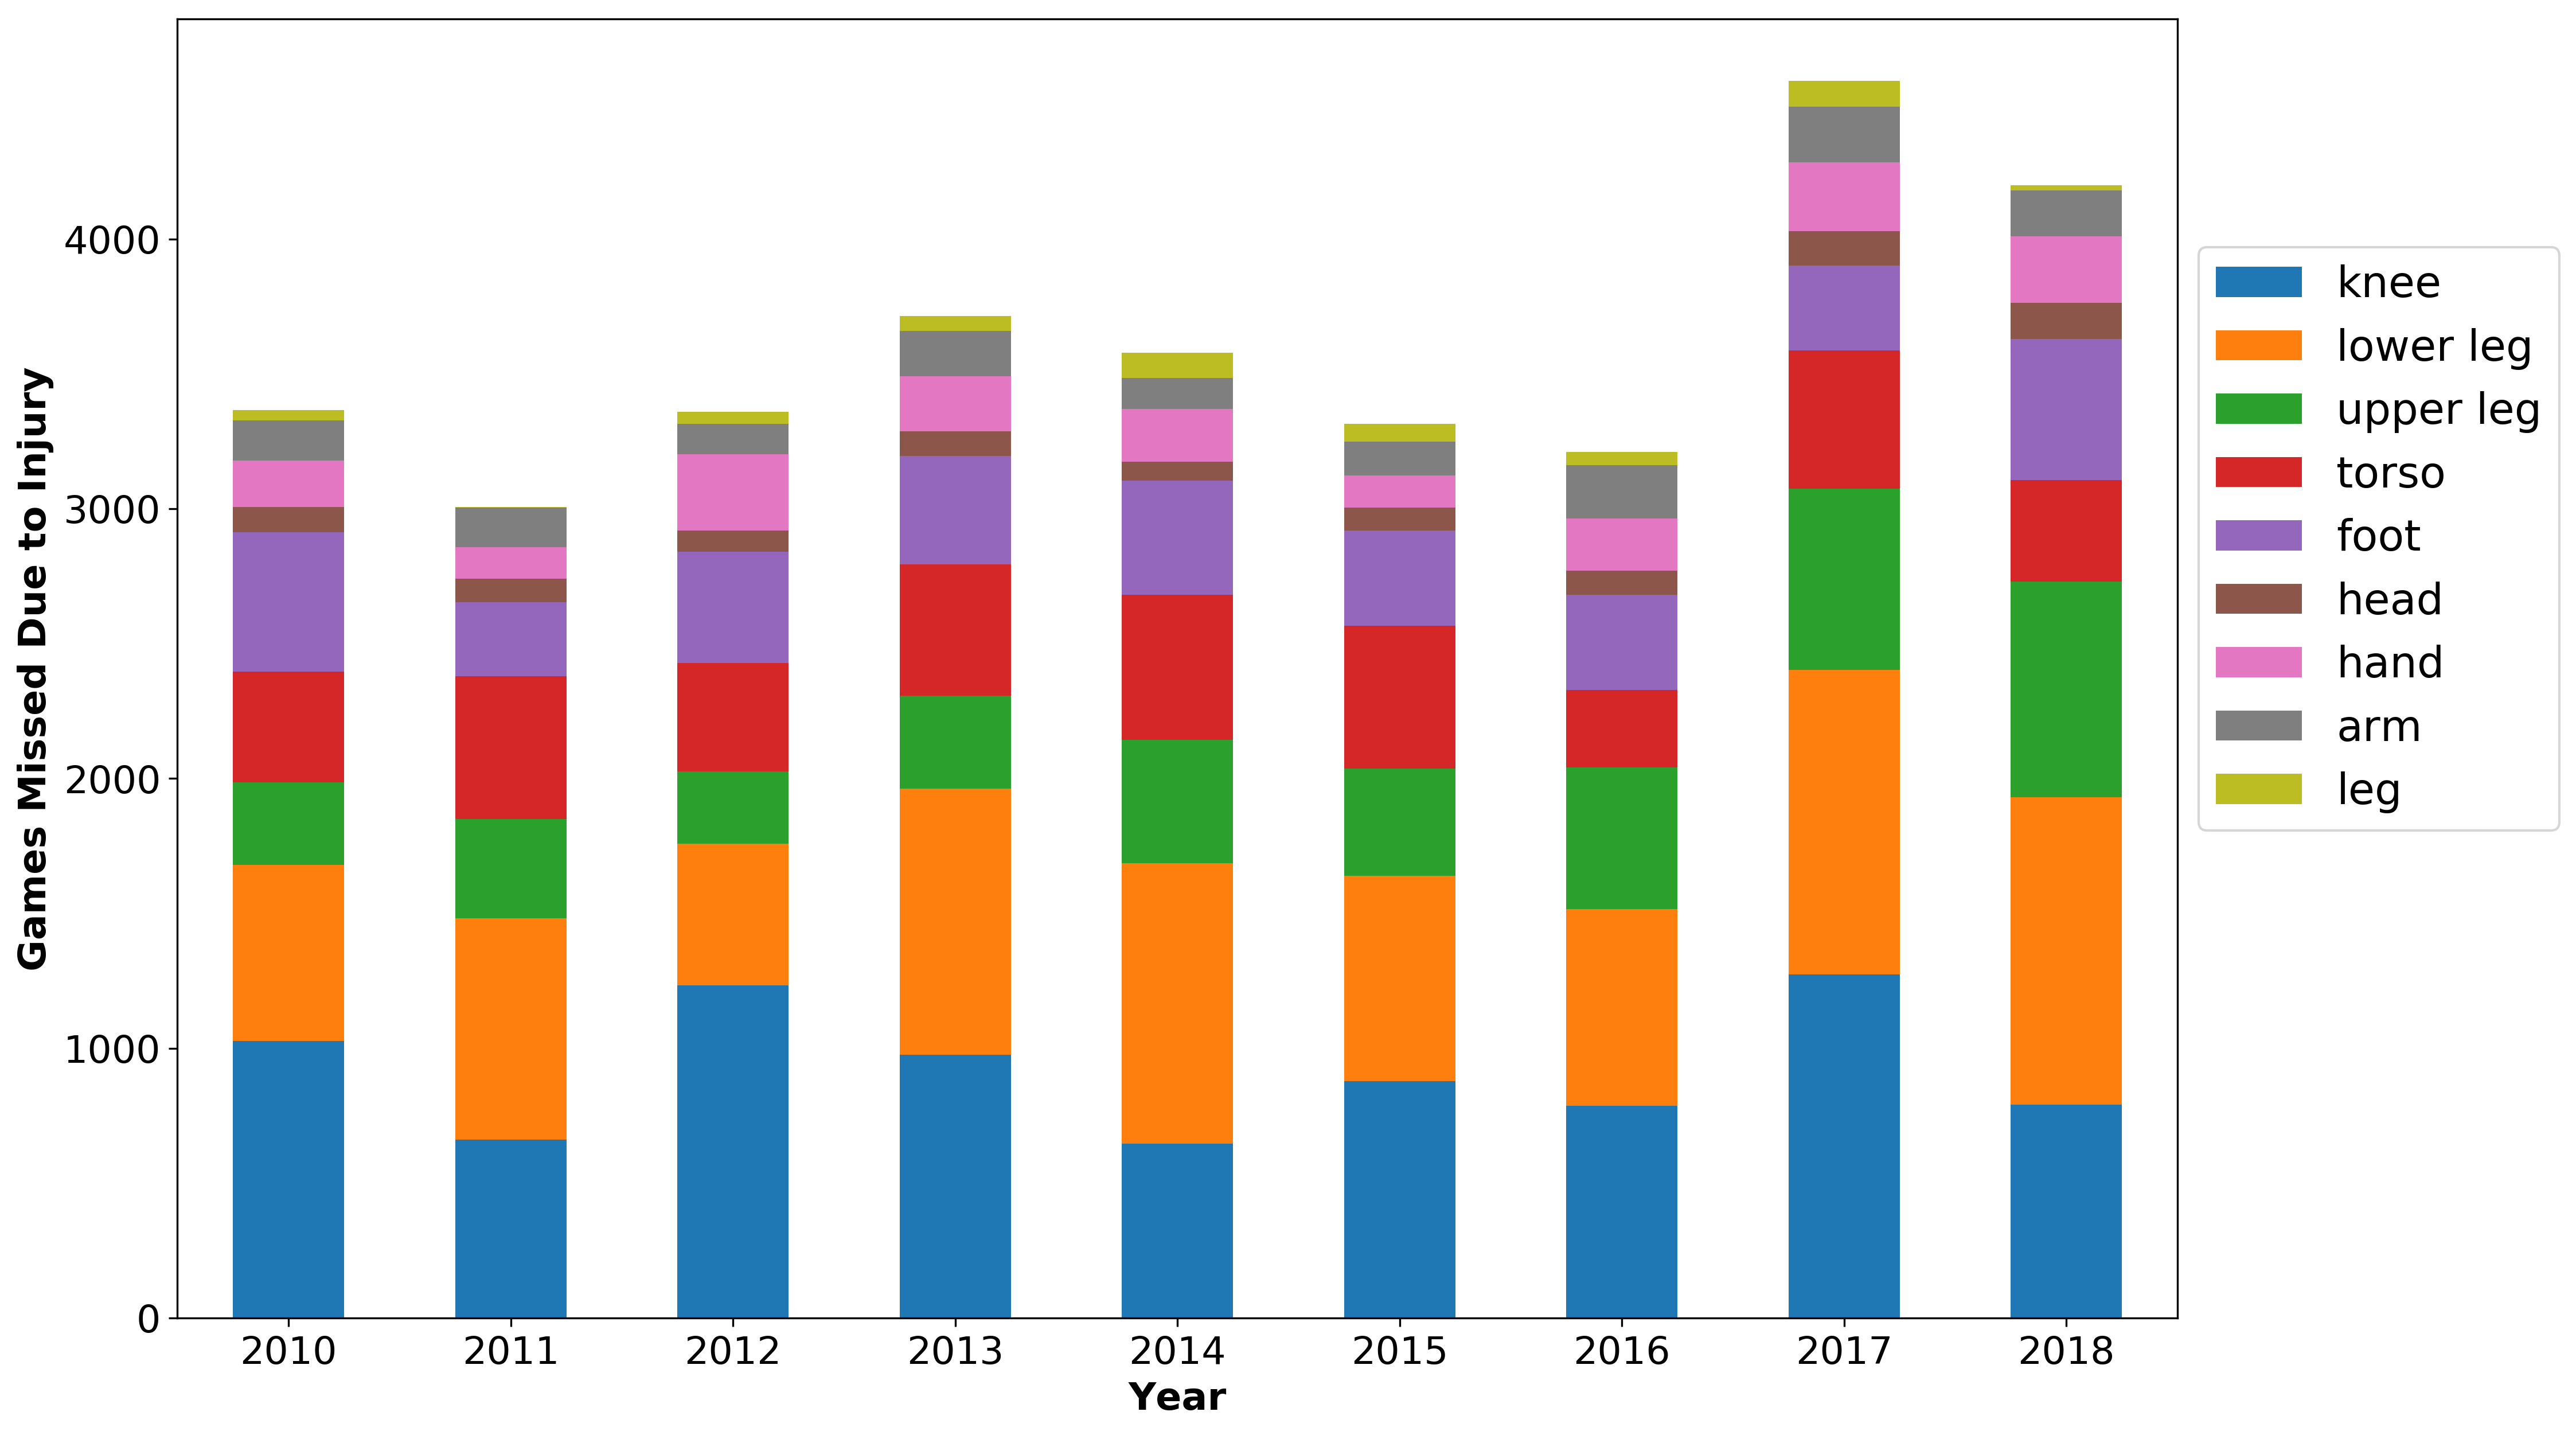 Games Missed Due to Injury
4000
3000
2000
1000
0
2010 2011 2012 2013 2014 2015 2016 2017 2018
Year
knee
lower leg
upper leg
torso
foot
head
hand
arm
leg